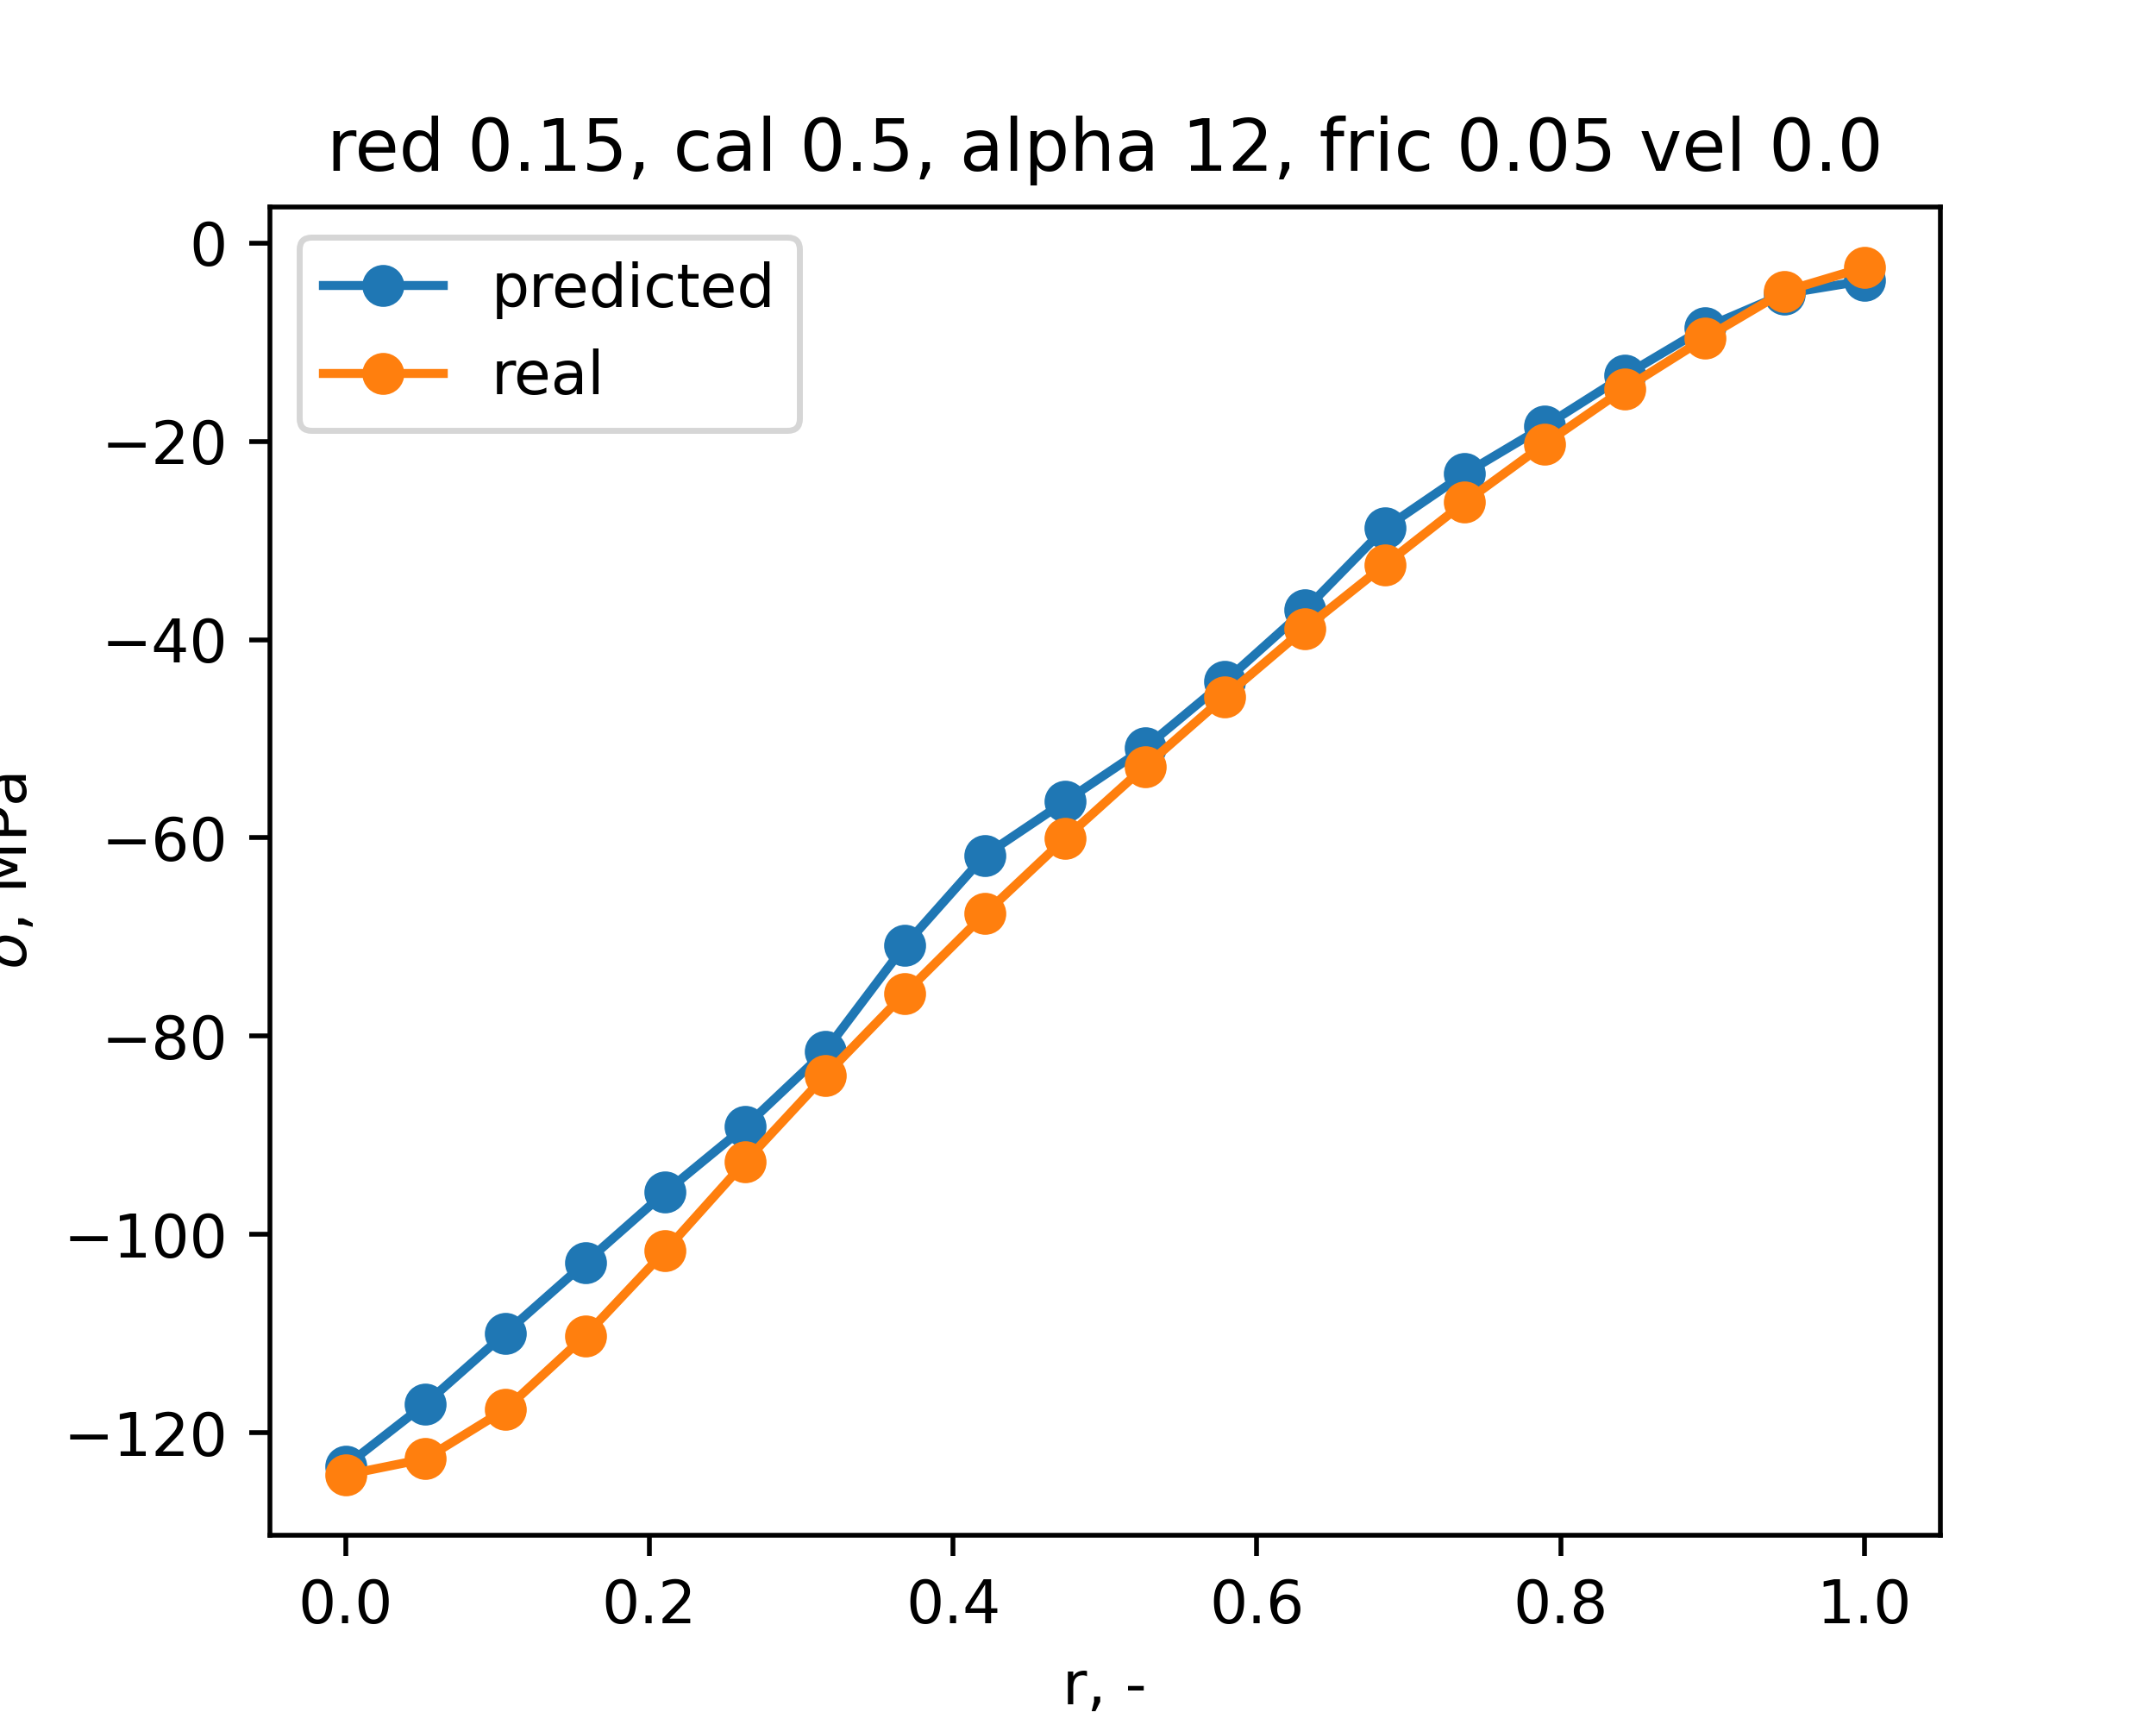 red 0.15, cal 0.5, alpha 12, fric 0.05 vel 0.0
predicted
real
0
−20
−40
−60
−80
−100
−120
σ, MPa
0.0 0.2 0.4 0.6 0.8 1.0
r, -